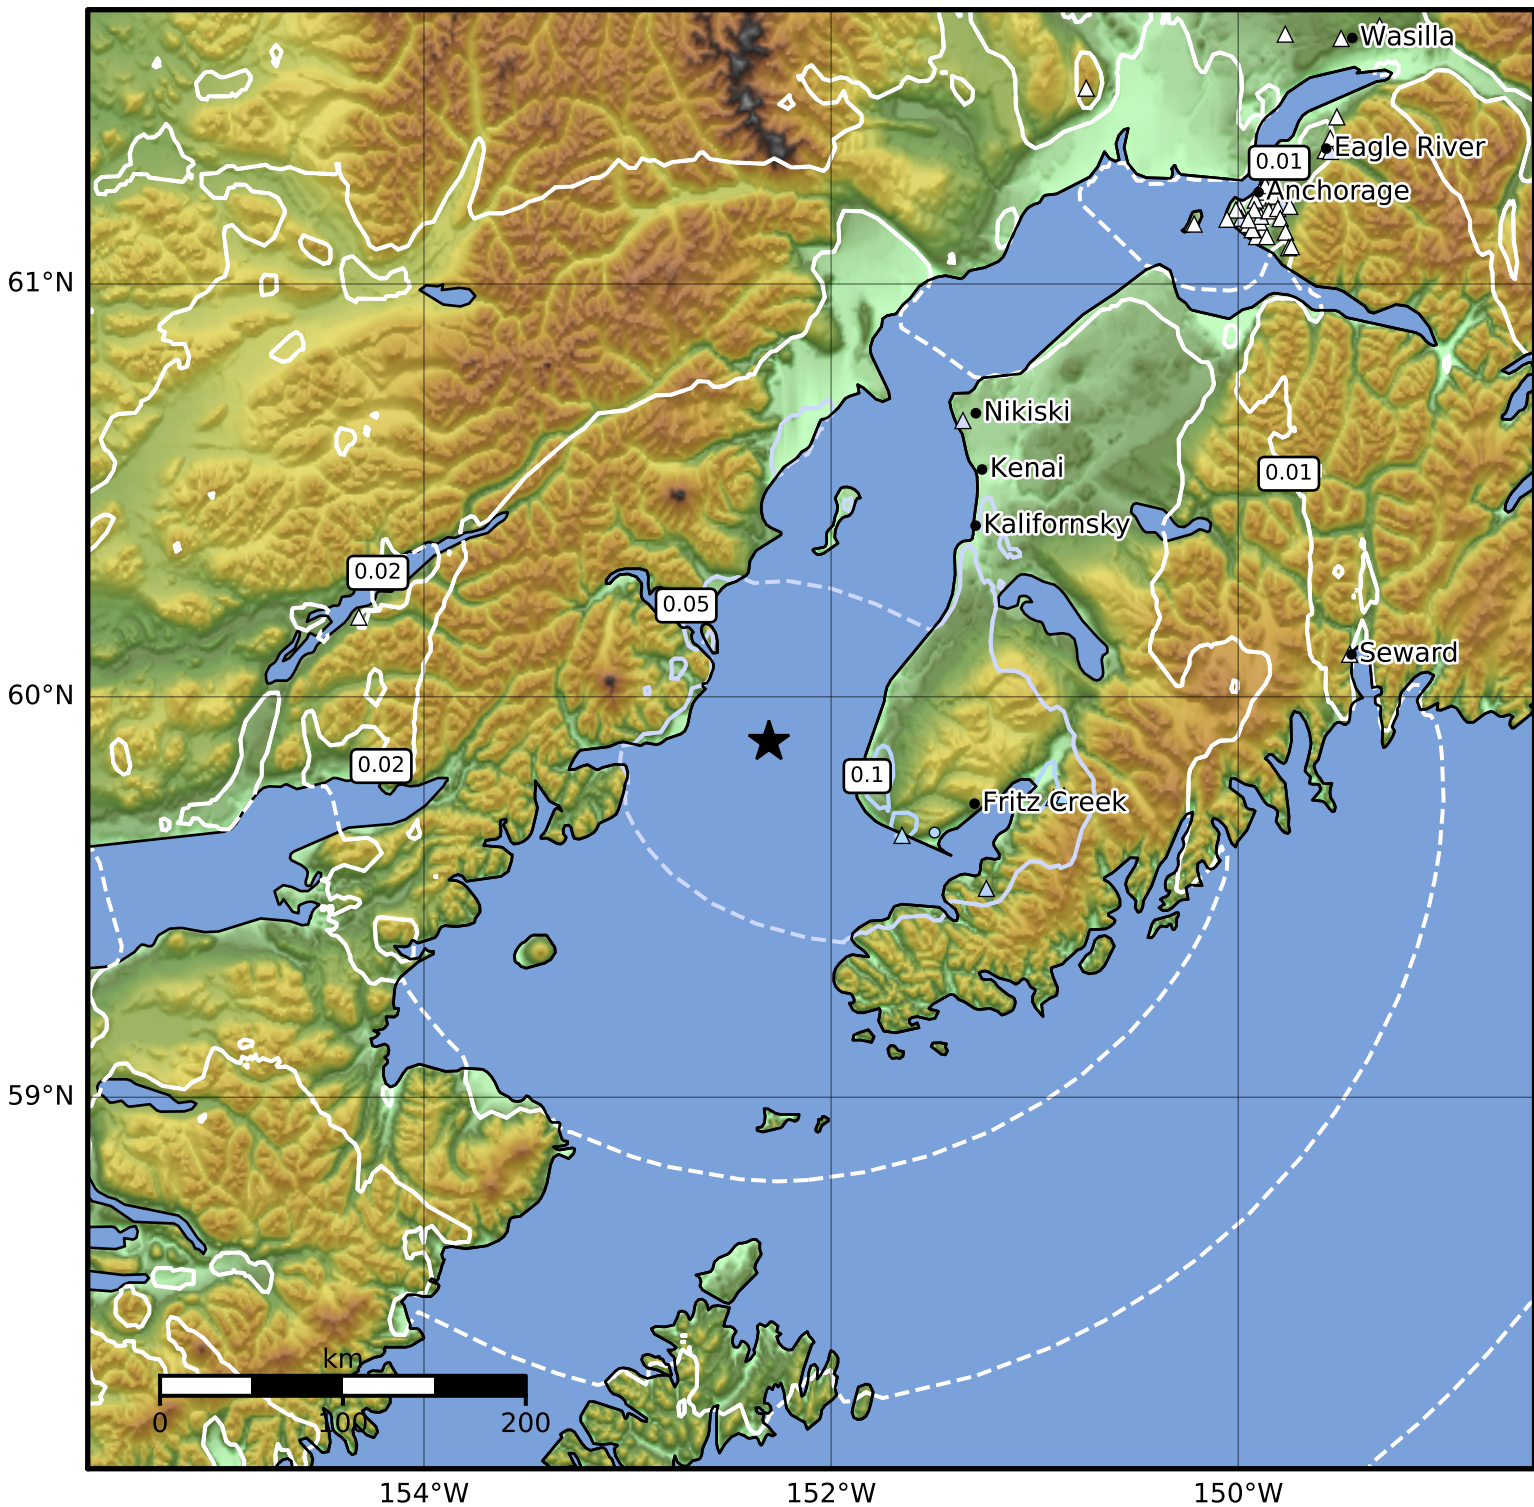 Wasilla
Eagle River
0.01
Anchorage
61°N
Nikiski
Kenai
0.01
Kalifornsky
0.02
0.05
Seward
60°N
0.02
0.1
Fritz Creek
59°N
km
0
100
200
154°W
152°W
150°W